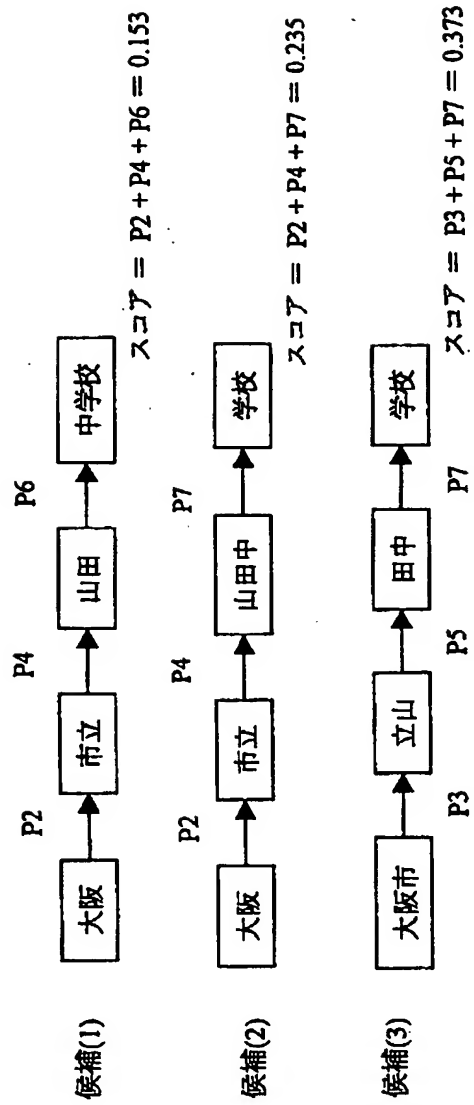 P2 P4 P6
候補(1) 大阪 市立 山田 中学校
スコア = P2+P4+P6 = 0.153
P2 P4 P7
候補(2) 大阪 市立 山田中 学校
スコア = P2+P4+P7 = 0.235
候補(3) 大阪市 立山 田中 学校
P3 P5 P7
スコア = P3+P5+P7 = 0.373